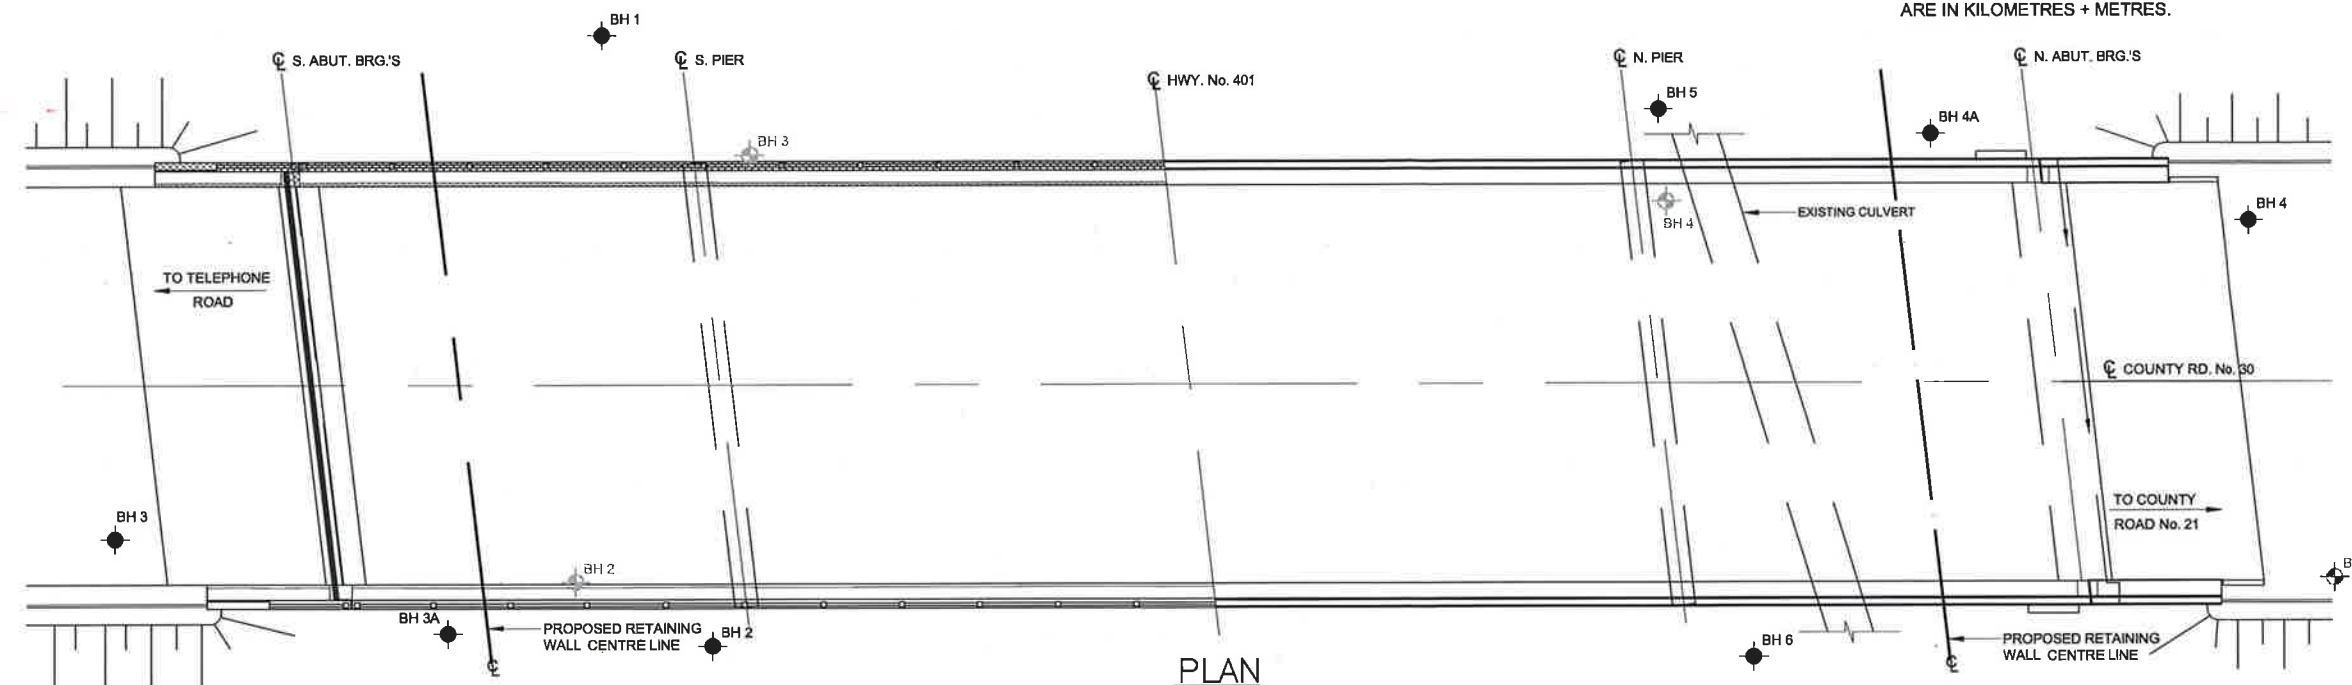 ARE IN KILOMETRES + METRES.
BH 1
℄ S. ABUT. BRG.'S
℄ S. PIER
℄ HWY. No. 401
℄ N. PIER
℄ N. ABUT. BRG.'S
BH 5
BH 4A
BH 3
BH 4
EXISTING CULVERT
BH 4
TO TELEPHONE
ROAD
℄ COUNTY RD. No. 30
TO COUNTY
ROAD No. 21
BH 3
BH 2
B
BH 3A
PROPOSED RETAINING
WALL CENTRE LINE
℄
BH 2
BH 6
PROPOSED RETAINING
WALL CENTRE LINE
℄
PLAN